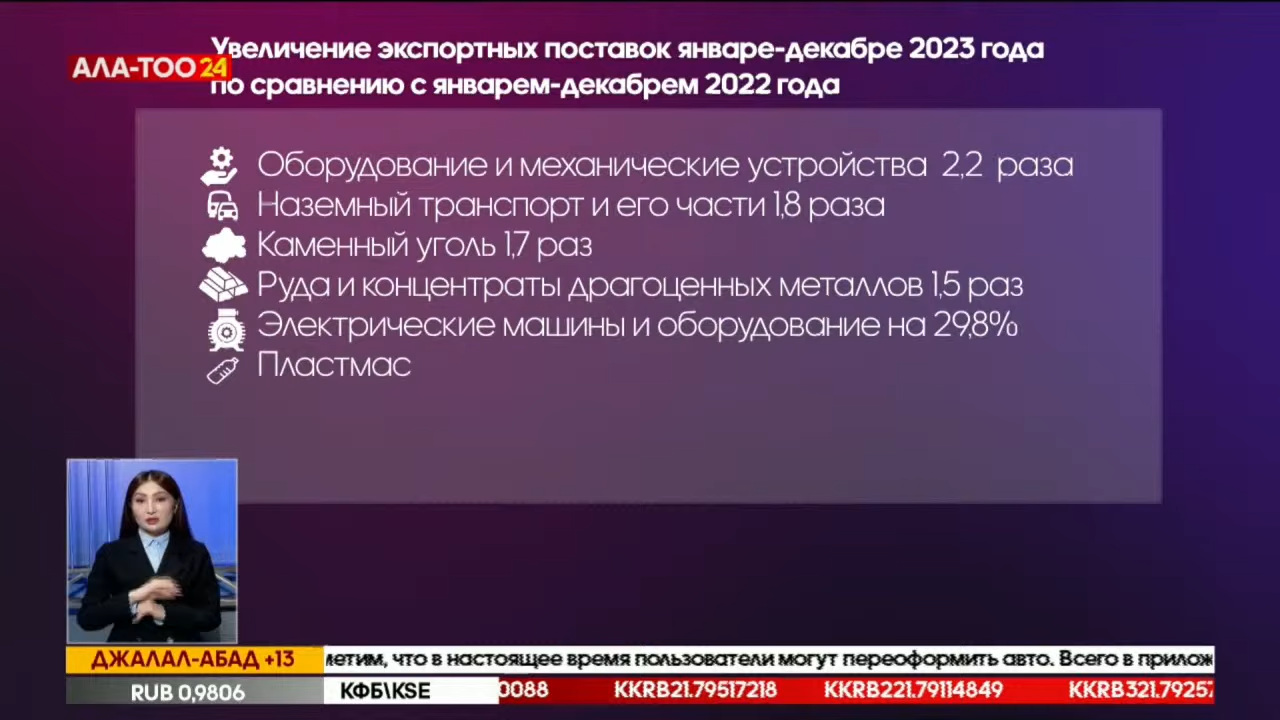 Увеличение экспортных поставок январе-декабре 2023 года
АЛА-ТОО 24
по сравнению с январем-декабрем 2022 года
Оборудование и механические устройства 2,2 раза
Наземный транспорт и его части 1,8 раза
Каменный уголь 1,7 раз
Руда и концентраты драгоценных металлов 1,5 раз
Электрические машины и оборудование на 29,8%
Пластмас
ДЖАЛАЛ-АБАД +13
метим, что в настоящее время пользователи могут переоформить авто. Всего в прилож
RUB 0,9806
КФБ\KSE
0088 KKRB21.79517218 KKRB221.79114849 KKRB321.7925